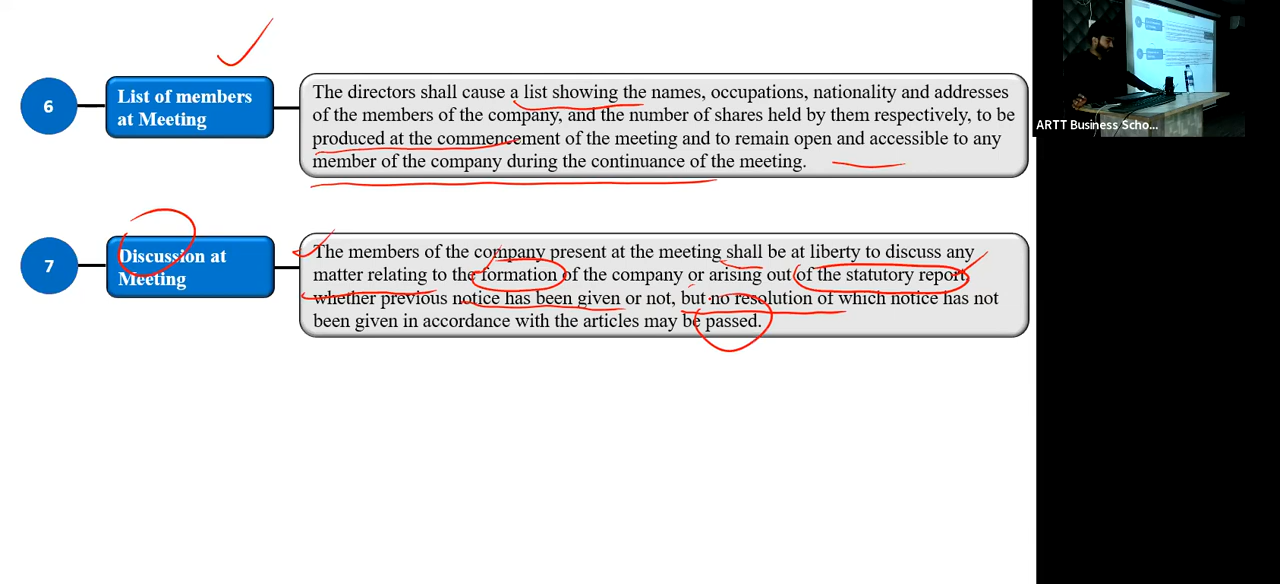 6
List of members
at Meeting
The directors shall cause a list showing the names, occupations, nationality and addresses
of the members of the company, and the number of shares held by them respectively, to be
produced at the commencement of the meeting and to remain open and accessible to any
member of the company during the continuance of the meeting.
ARTT Business Scho...
7
Discussion at
Meeting
The members of the company present at the meeting shall be at liberty to discuss any
matter relating to the formation of the company or arising out of the statutory report,
whether previous notice has been given or not, but no resolution of which notice has not
been given in accordance with the articles may be passed.